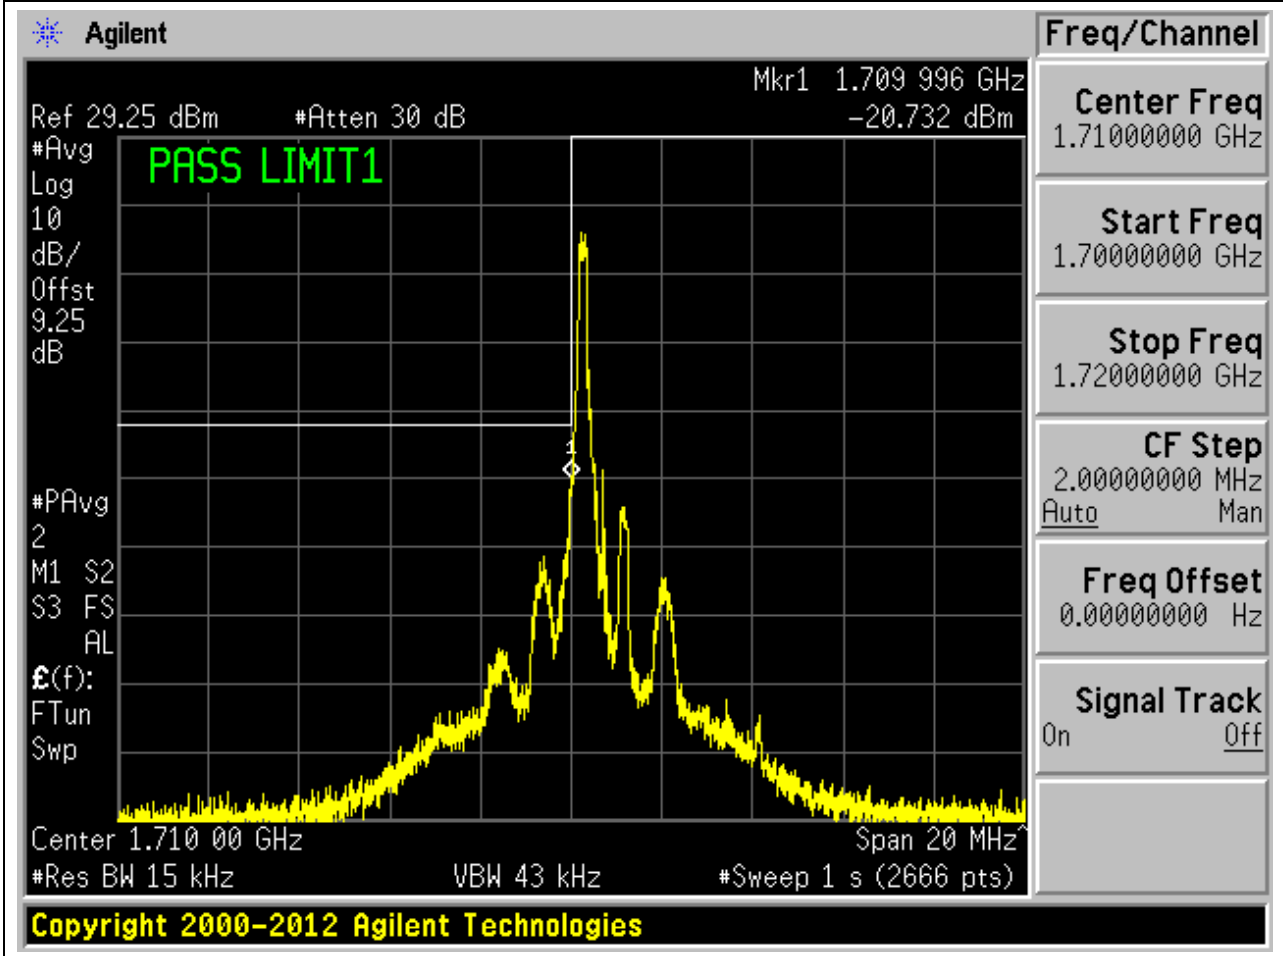 Agilent
Freq/Channel
Mkr1 1.709 996 GHz
Ref 29.25 dBm #Atten 30 dB -20.732 dBm
#Avg
Log
10
dB/
Offst
9.25
dB
PASS LIMIT1
1
#PAvg
2
M1 S2
S3 FS
AL
£(f):
FTun
Swp
Center 1.710 00 GHz Span 20 MHz^
#Res BW 15 kHz VBW 43 kHz #Sweep 1 s (2666 pts)
Center Freq
1.71000000 GHz
Start Freq
1.70000000 GHz
Stop Freq
1.72000000 GHz
CF Step
2.00000000 MHz
Auto Man
Freq Offset
0.00000000 Hz
Signal Track
On Off
Copyright 2000-2012 Agilent Technologies